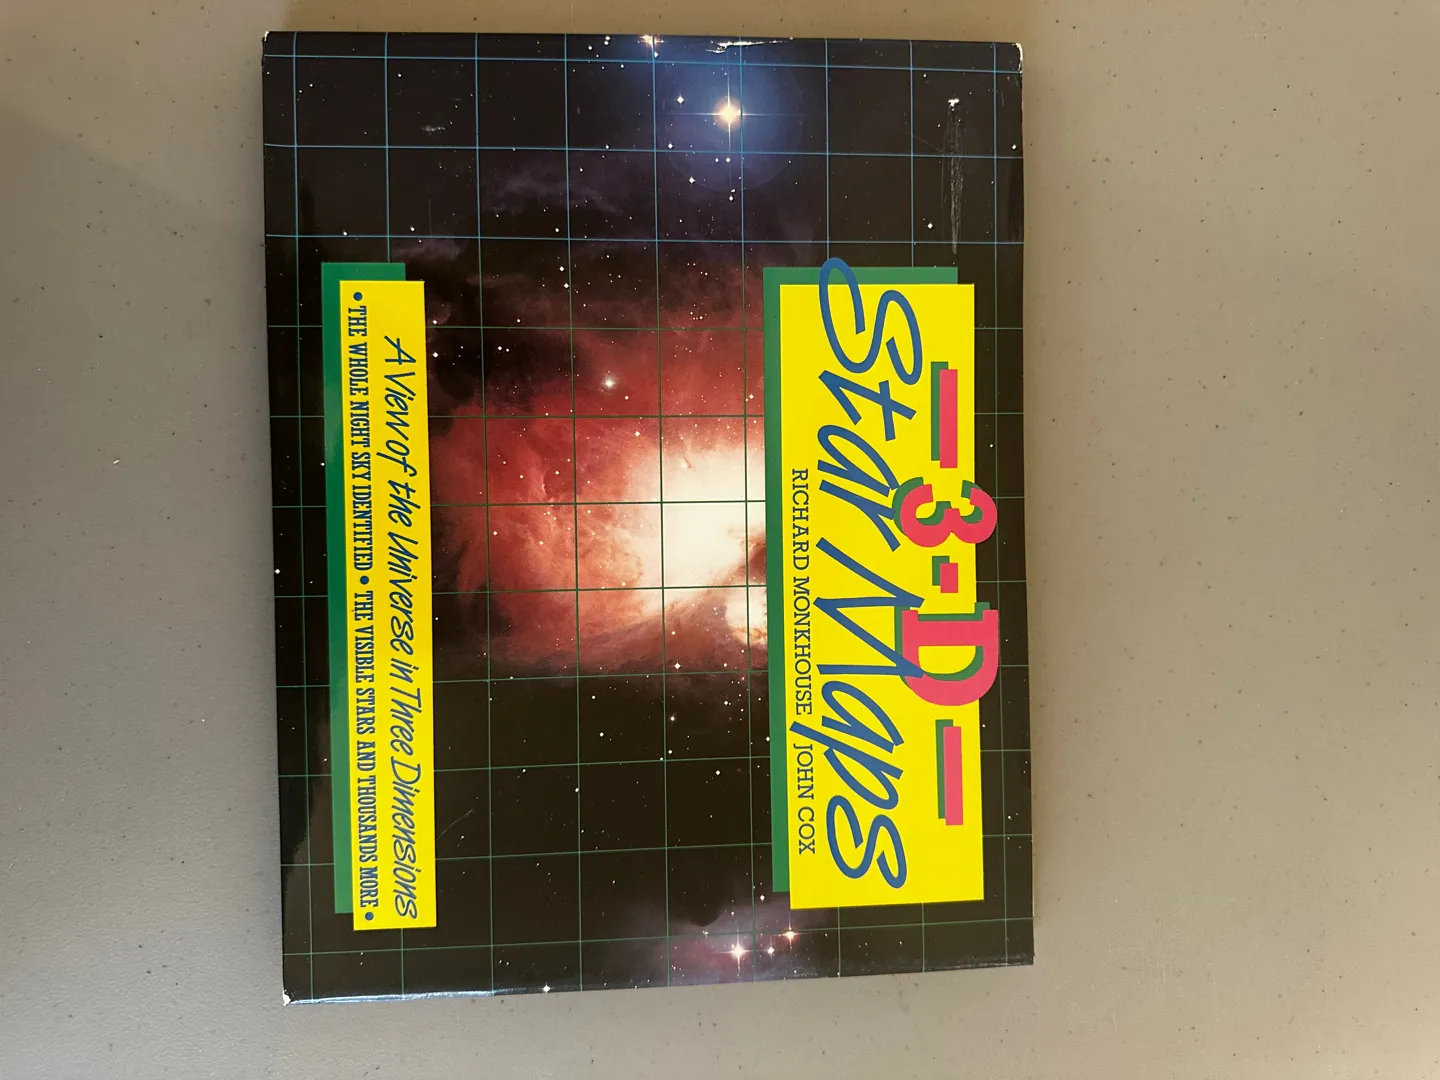 3-D
Star Maps
RICHARD MONKHOUSE JOHN COX
A View of the Universe in Three Dimensions
• THE WHOLE NIGHT SKY IDENTIFIED • THE VISIBLE STARS AND THOUSANDS MORE •